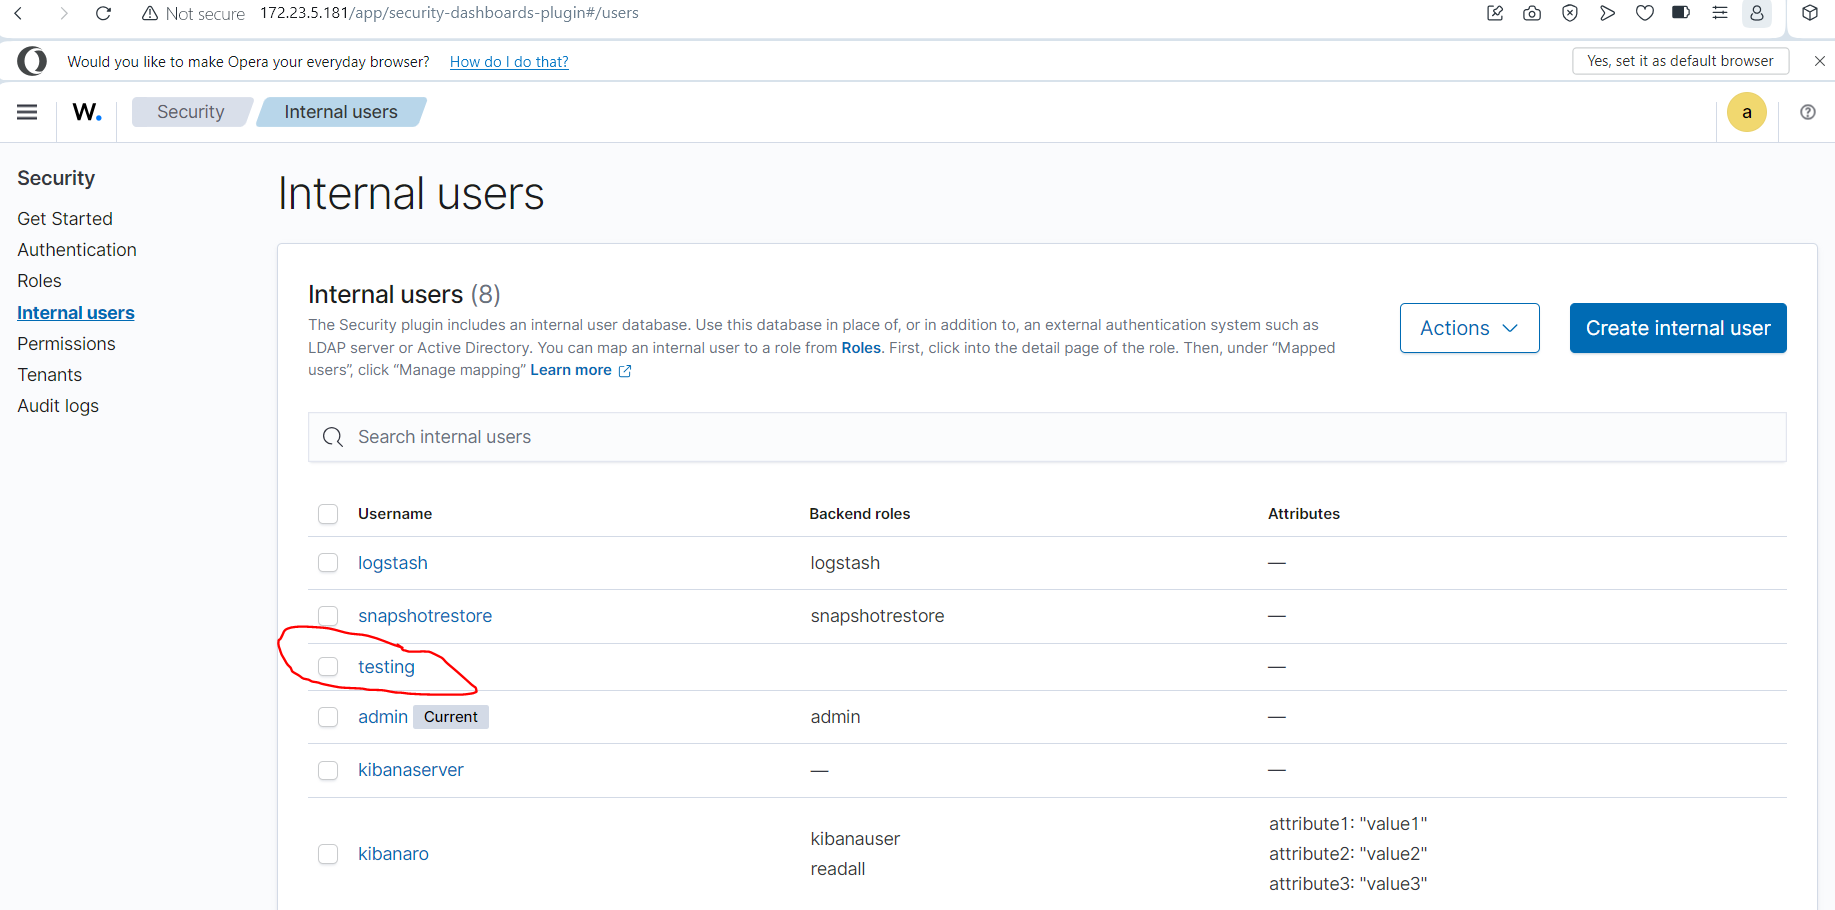 Not secure 172.23.5.181/app/security-dashboards-plugin#/users
Would you like to make Opera your everyday browser? How do I do that? Yes, set it as default browser
W. Security Internal users a
Security
Get Started
Authentication
Roles
Internal users
Permissions
Tenants
Audit logs
Internal users
Internal users (8)
The Security plugin includes an internal user database. Use this database in place of, or in addition to, an external authentication system such as
LDAP server or Active Directory. You can map an internal user to a role from Roles. First, click into the detail page of the role. Then, under “Mapped
users”, click “Manage mapping” Learn more
Actions Create internal user
Search internal users
Username Backend roles Attributes
logstash logstash —
snapshotrestore snapshotrestore —
testing —
admin Current admin —
kibanaserver — —
kibanaro kibanauser readall attribute1: "value1"
attribute2: "value2"
attribute3: "value3"